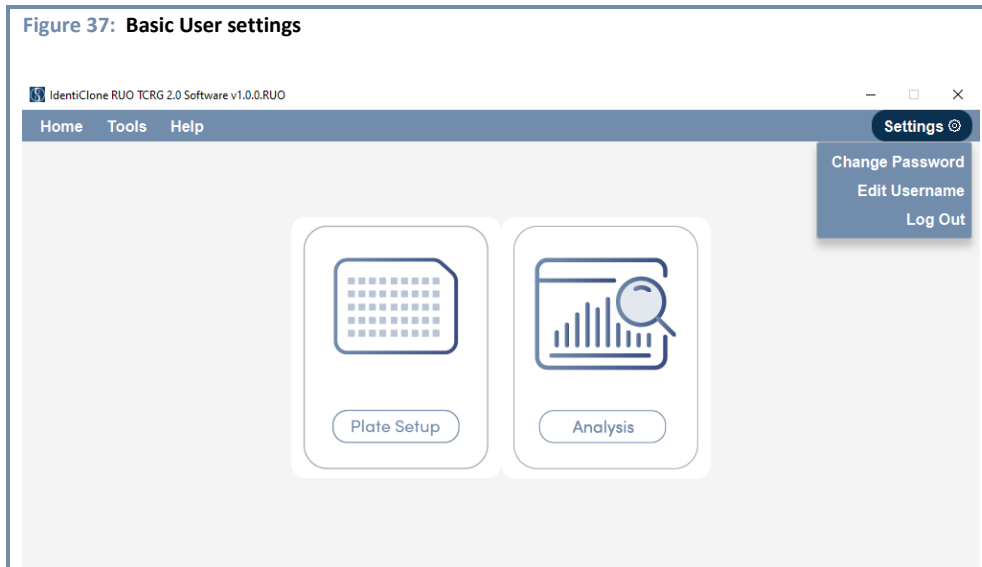 Figure 37: Basic User settings
IdentiClone RUO TCRG 2.0 Software v1.0.0.RUO
Home Tools Help Settings
Change Password
Edit Username
Log Out
Plate Setup Analysis